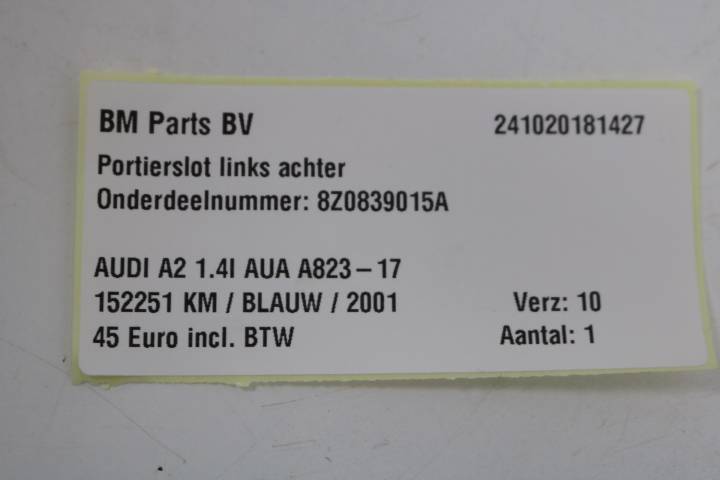 BM Parts BV 241020181427
Portierslot links achter
Onderdeelnummer: 8Z0839015A
AUDI A2 1.4I AUA A823-17
152251 KM / BLAUW / 2001 Verz: 10
45 Euro incl. BTW Aantal: 1